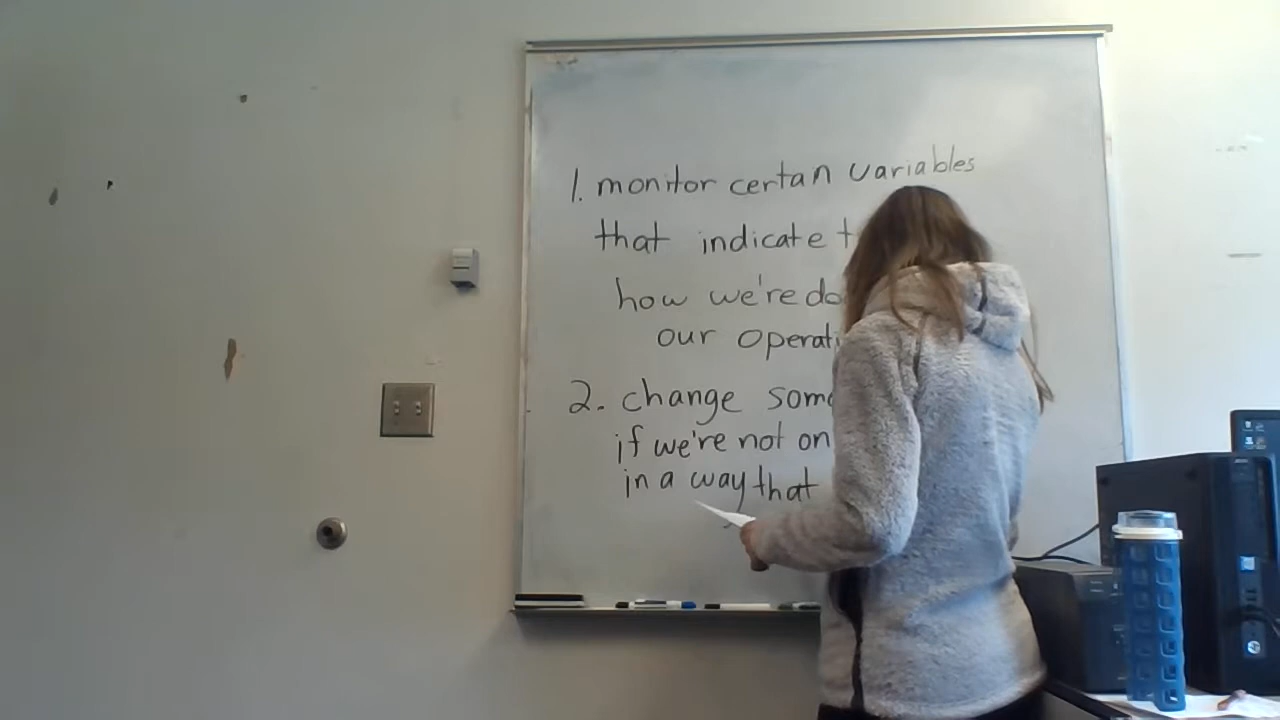 1. monitor certan variables
that indicate t
how we're do
our operati
2. change som
if we're not on
in a way that